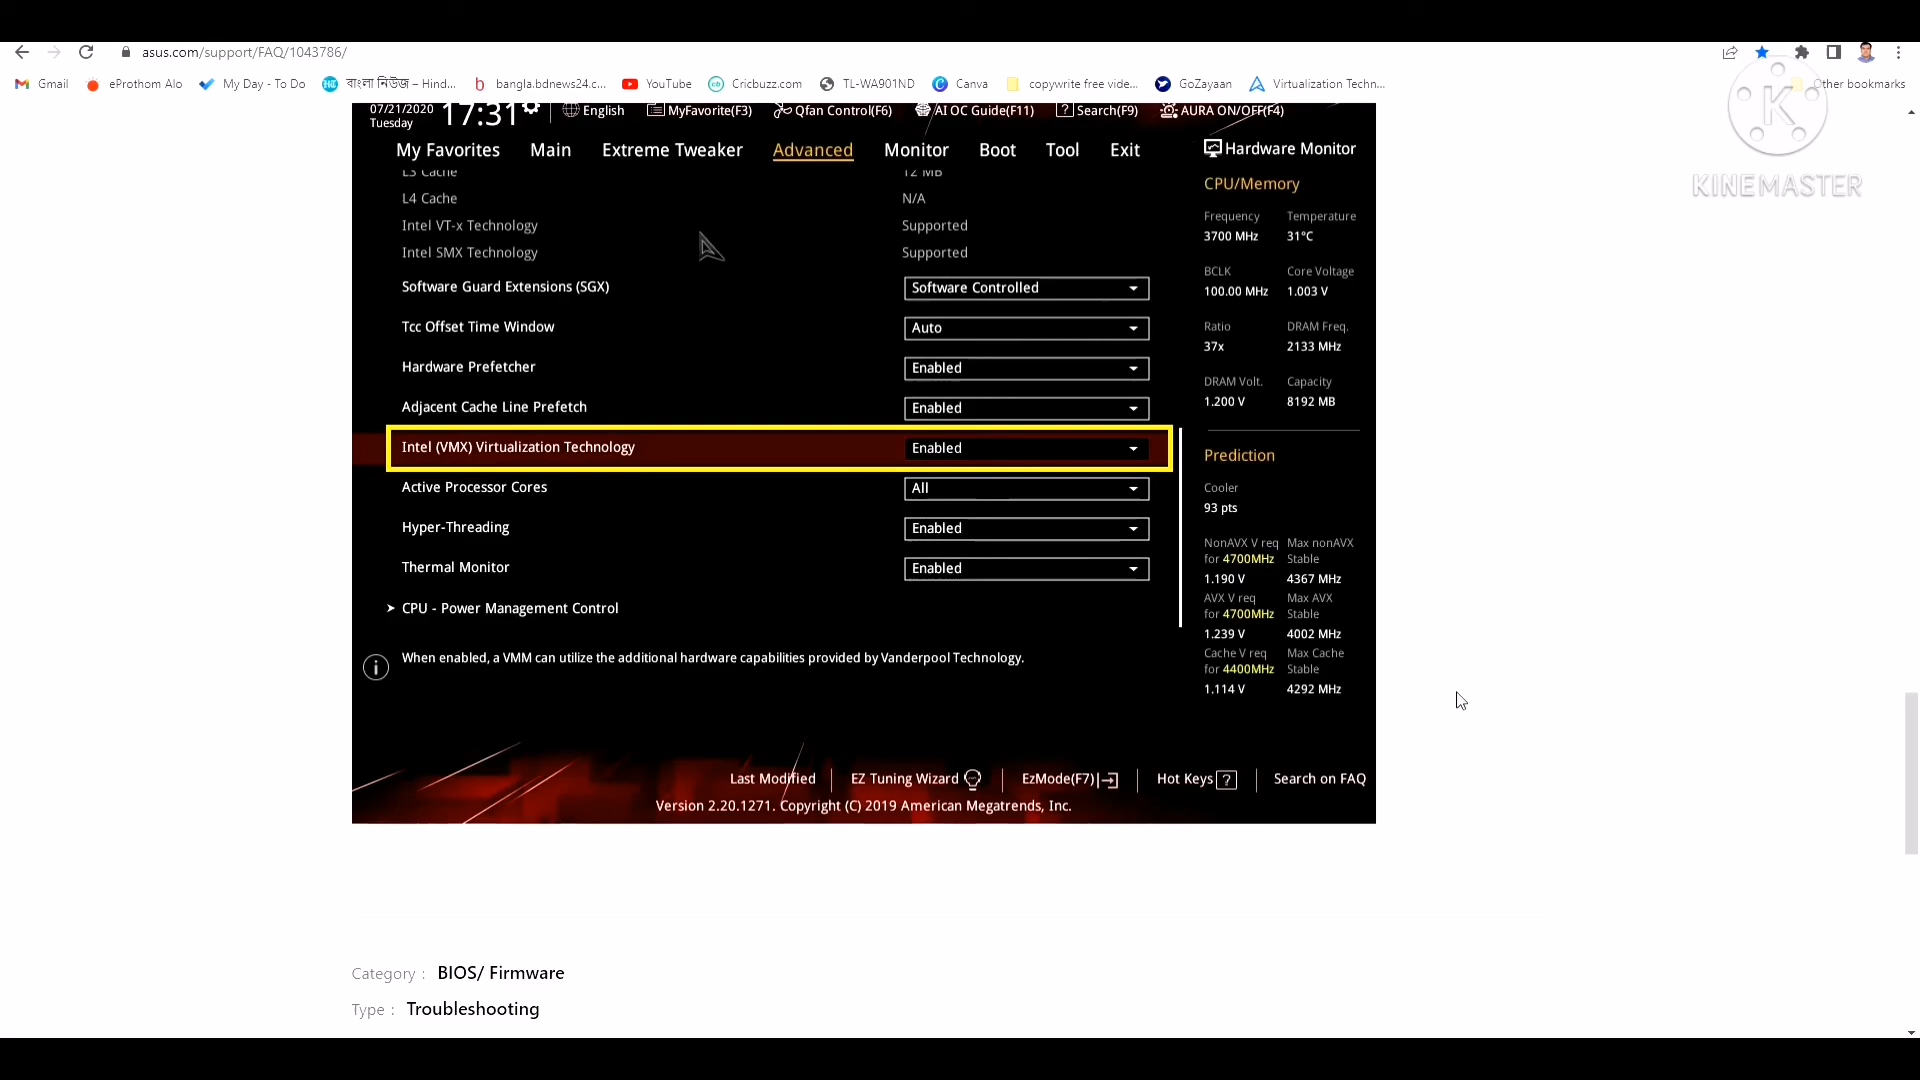 asus.com/support/FAQ/1043786/
Gmail eProthom Alo My Day - To Do বাংলা নিউজ – Hind... bangla.bdnews24.c... YouTube Cricbuzz.com TL-WA901ND Canva copywrite free vide... GoZayaan Virtualization Techn... Other bookmarks
K
KINEMASTER
07/21/2020
Tuesday
17:31 English MyFavorite(F3) Qfan Control(F6) AI OC Guide(F11) ? Search(F9) AURA ON/OFF(F4)
My Favorites Main Extreme Tweaker Advanced Monitor Boot Tool Exit
L3 Cache 12 MB
L4 Cache N/A
Intel VT-x Technology Supported
Intel SMX Technology Supported
Software Guard Extensions (SGX) Software Controlled
Tcc Offset Time Window Auto
Hardware Prefetcher Enabled
Adjacent Cache Line Prefetch Enabled
Intel (VMX) Virtualization Technology Enabled
Active Processor Cores All
Hyper-Threading Enabled
Thermal Monitor Enabled
CPU - Power Management Control
i When enabled, a VMM can utilize the additional hardware capabilities provided by Vanderpool Technology.
Hardware Monitor
CPU/Memory
Frequency Temperature
3700 MHz 31°C
BCLK Core Voltage
100.00 MHz 1.003 V
Ratio DRAM Freq.
37x 2133 MHz
DRAM Volt. Capacity
1.200 V 8192 MB
Prediction
Cooler
93 pts
NonAVX V req Max nonAVX
for 4700MHz Stable
1.190 V 4367 MHz
AVX V req Max AVX
for 4700MHz Stable
1.239 V 4002 MHz
Cache V req Max Cache
for 4400MHz Stable
1.114 V 4292 MHz
Last Modified EZ Tuning Wizard EzMode(F7) Hot Keys ? Search on FAQ
Version 2.20.1271. Copyright (C) 2019 American Megatrends, Inc.
Category : BIOS/ Firmware
Type : Troubleshooting